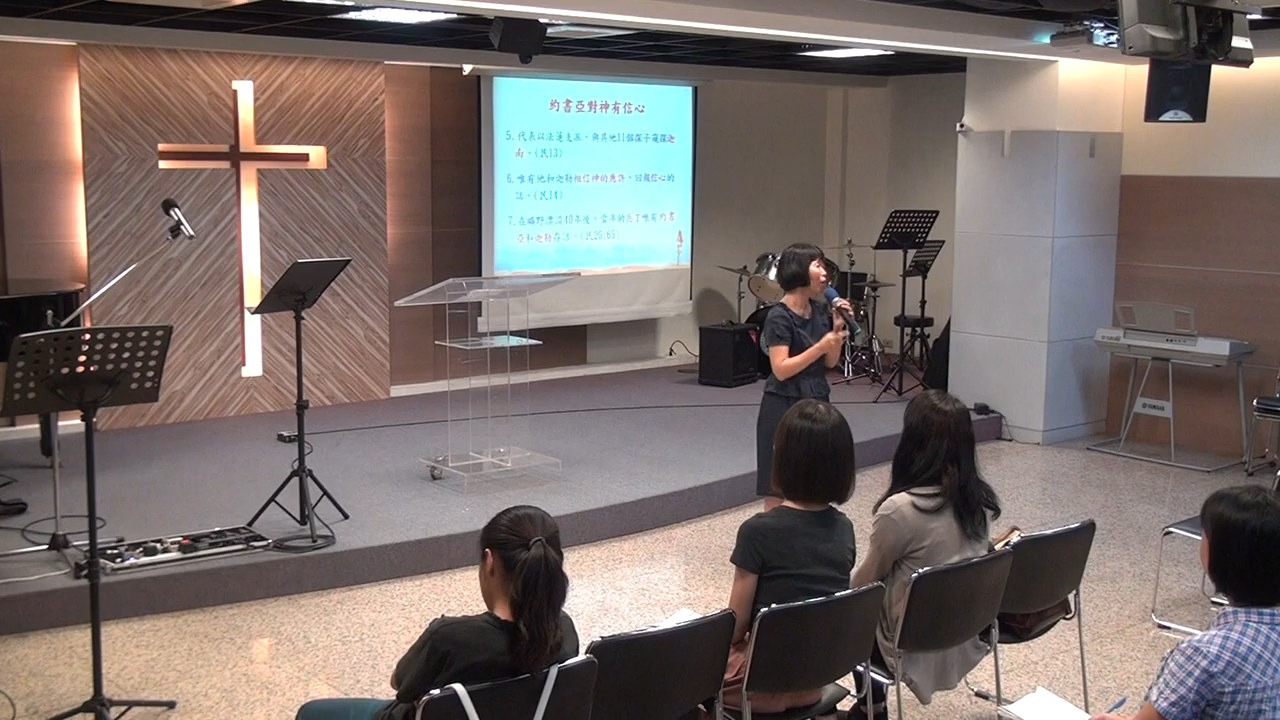 約書亞對神有信心
5. 代表以法蓮支派，與其他11個探子窺探迦
南。(民13)
6. 唯有他和迦勒相信神的應許，回報信心的
話。(民14)
7. 在曠野漂流40年後，當年的兵丁唯有約書
亞和迦勒存活。(民26:65)
YAMAHA